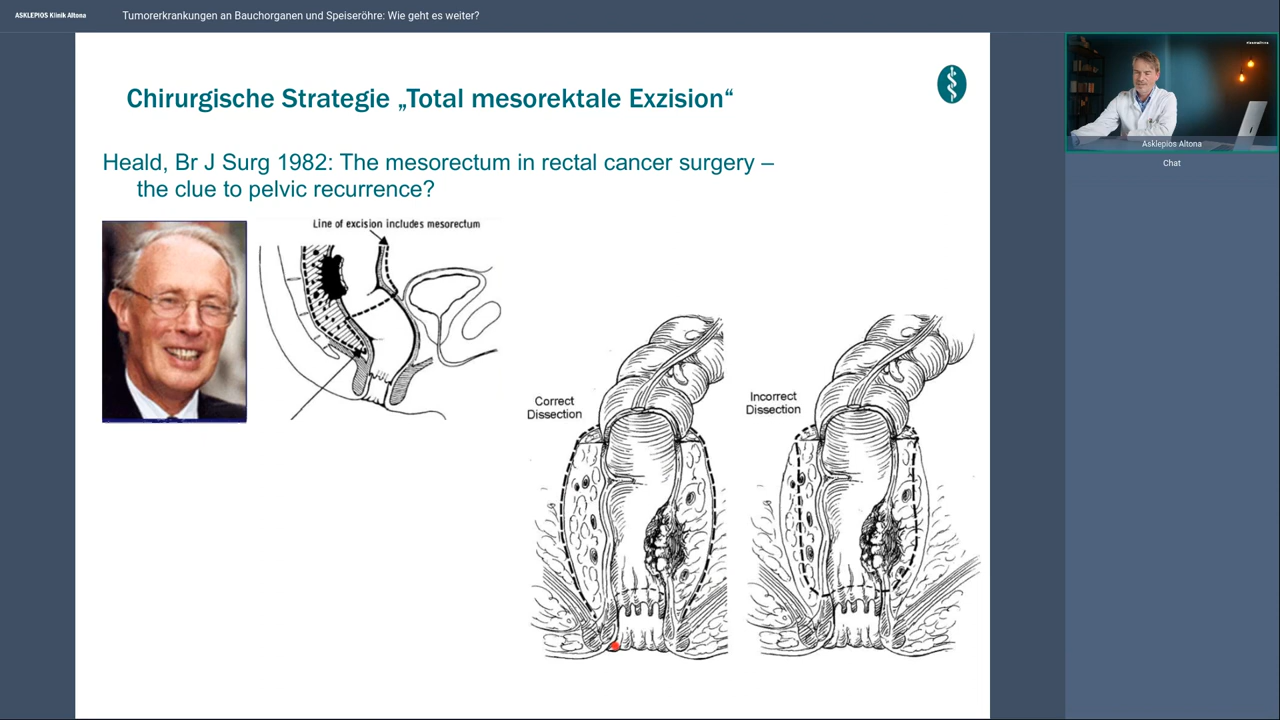 ASKLEPIOS Klinik Altona
Tumorerkrankungen an Bauchorganen und Speiseröhre: Wie geht es weiter?
Chirurgische Strategie „Total mesorektale Exzision“
Heald, Br J Surg 1982: The mesorectum in rectal cancer surgery –
the clue to pelvic recurrence?
Line of excision includes mesorectum
Correct
Dissection
Incorrect
Dissection
Asklepios Altona
Chat